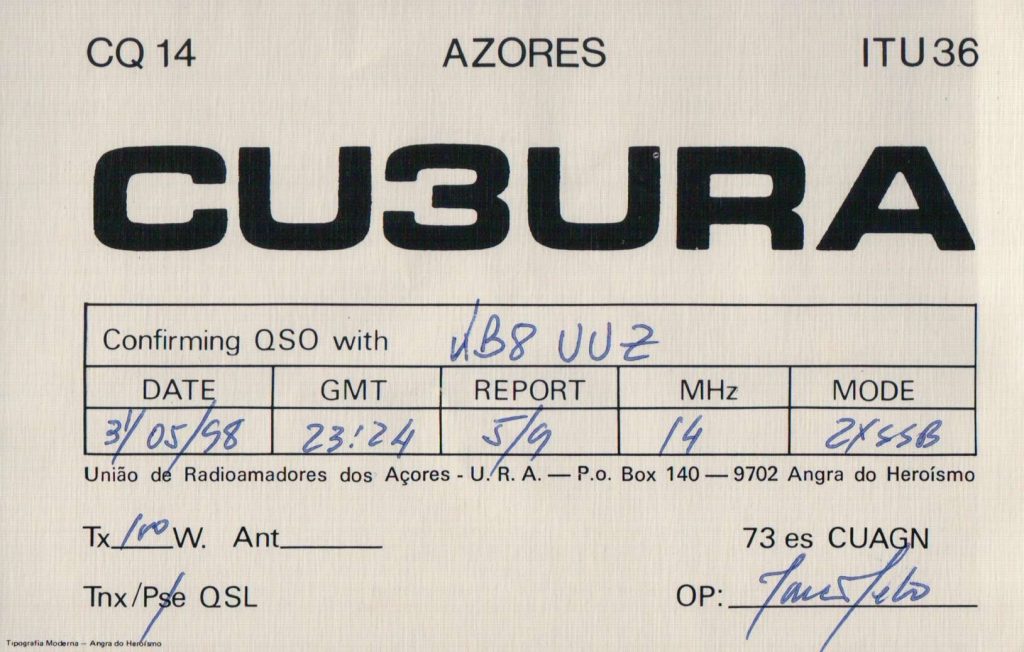 CQ 14 AZORES ITU 36
CU3URA
Confirming QSO with WB8 UUZ
DATE GMT REPORT MHz MODE
31/05/98 23:24 5/9 14 2XSSB
União de Radioamadores dos Açores - U. R. A. — P.o. Box 140 — 9702 Angra do Heroísmo
Tx 100 W. Ant
73 es CUAGN
Tnx/Pse QSL
OP:
Tipografia Moderna — Angra do Heroísmo